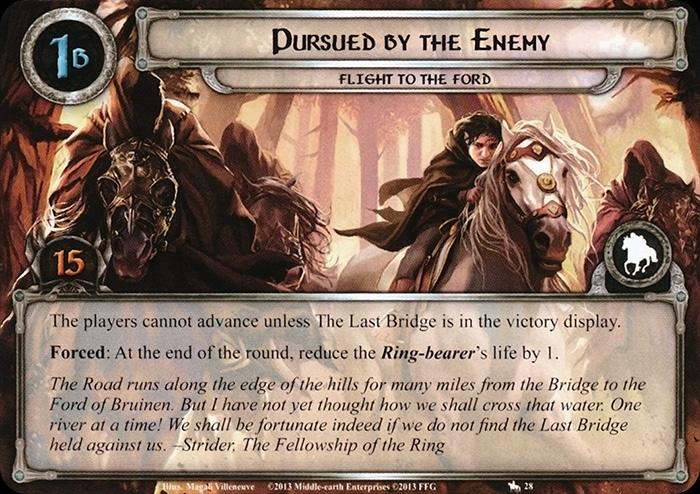 1B
PURSUED BY THE ENEMY
FLIGHT TO THE FORD
15
The players cannot advance unless The Last Bridge is in the victory display.
Forced: At the end of the round, reduce the Ring-bearer's life by 1.
The Road runs along the edge of the hills for many miles from the Bridge to the
Ford of Bruinen. But I have not yet thought how we shall cross that water. One
river at a time! We shall be fortunate indeed if we do not find the Last Bridge
held against us. –Strider, The Fellowship of the Ring
Illus. Magali Villeneuve ©2013 Middle-earth Enterprises ©2013 FFG 28